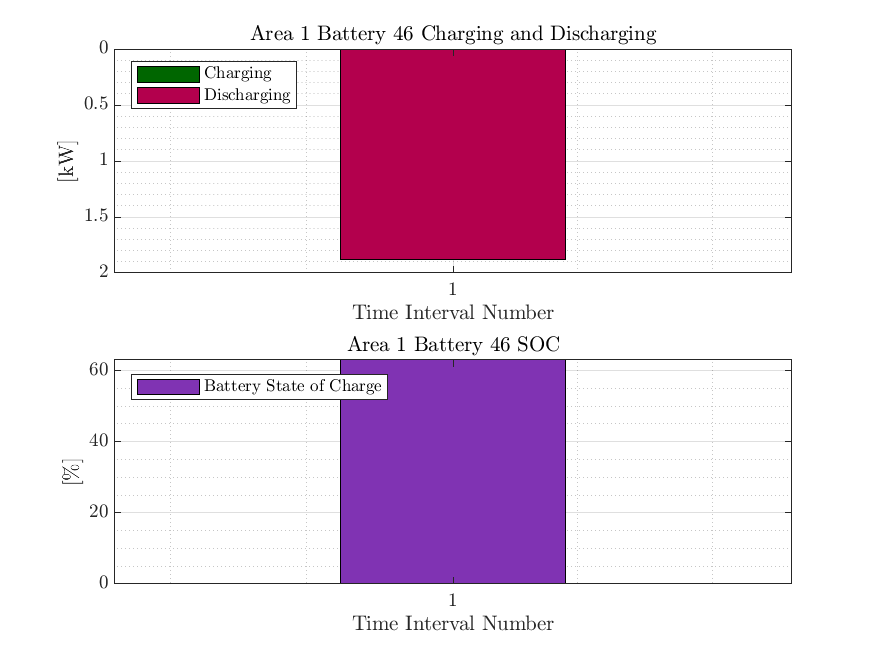 Area 1 Battery 46 Charging and Discharging
0
0.5
1
1.5
2
[kW]
Charging
Discharging
1
Time Interval Number
Area 1 Battery 46 SOC
60
40
20
0
[%]
Battery State of Charge
1
Time Interval Number